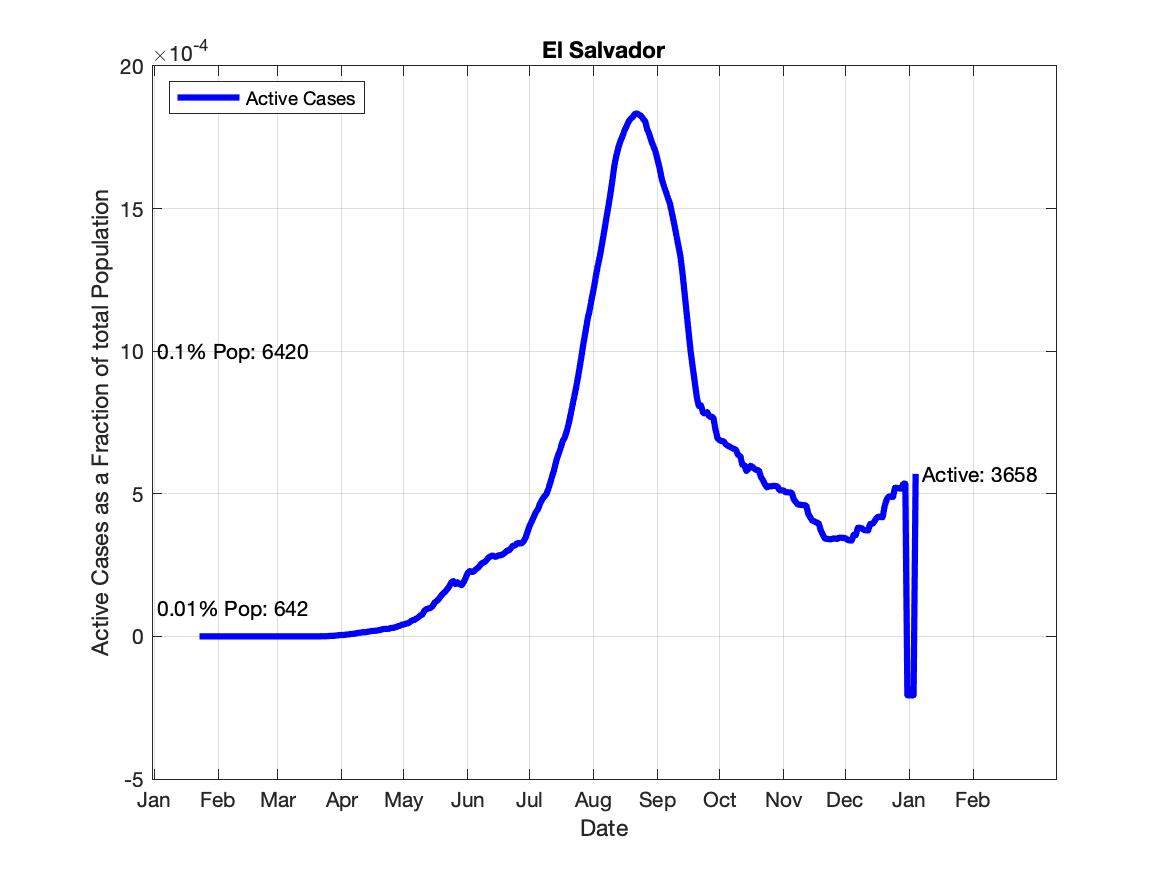 El Salvador
×10-4
Active Cases
20
15
10
5
0
-5
0.1% Pop: 6420
0.01% Pop: 642
Active: 3658
Active Cases as a Fraction of total Population
Jan Feb Mar Apr May Jun Jul Aug Sep Oct Nov Dec Jan Feb
Date